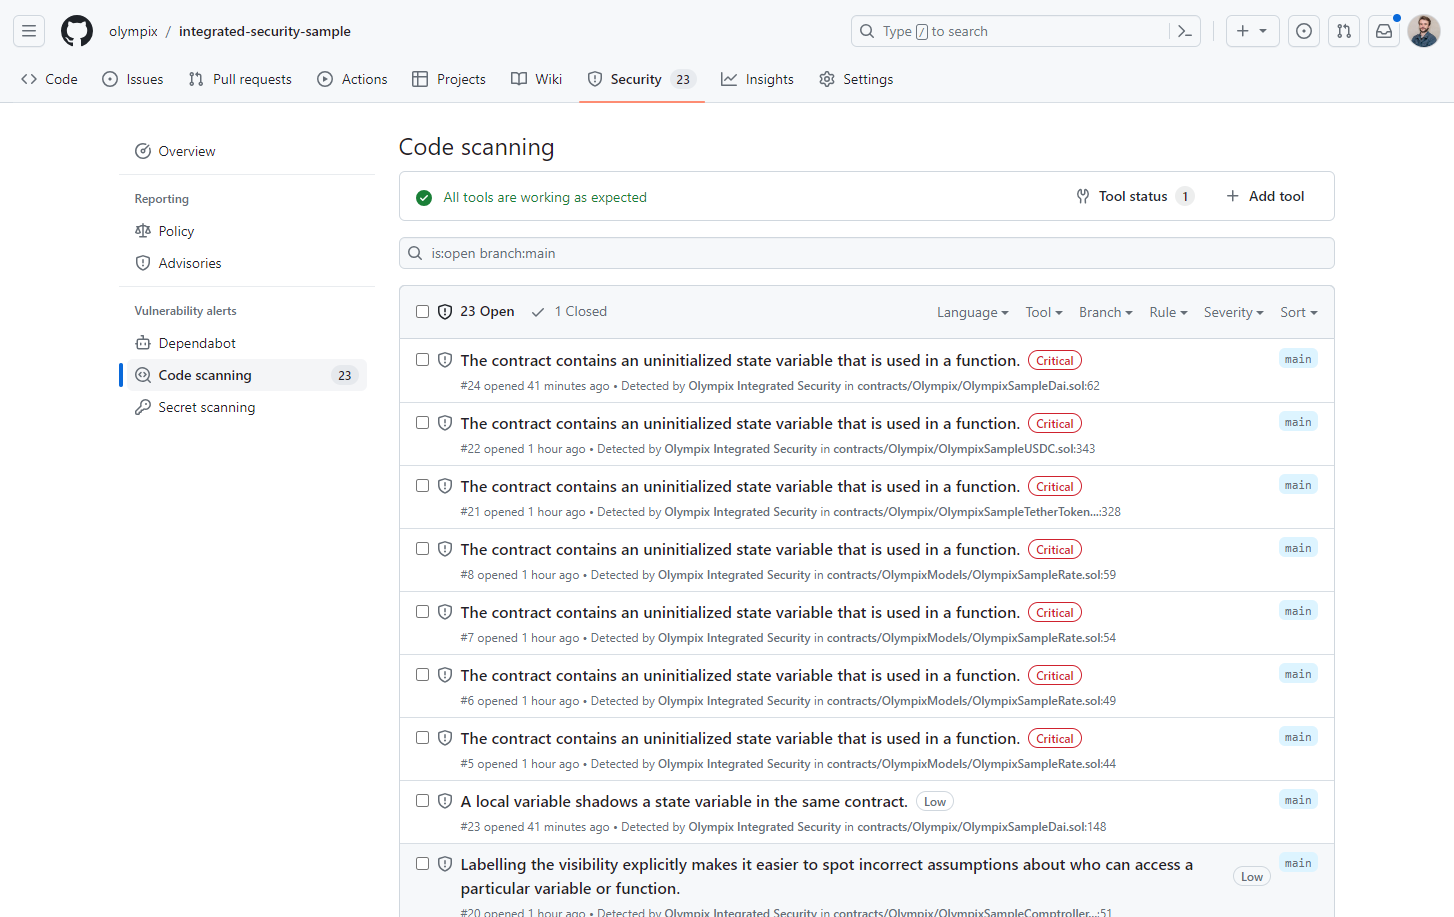 olympix / integrated-security-sample
Type / to search
Code
Issues
Pull requests
Actions
Projects
Wiki
Security 23
Insights
Settings
Overview
Reporting
Policy
Advisories
Vulnerability alerts
Dependabot
Code scanning 23
Secret scanning
Code scanning
All tools are working as expected
Tool status 1
Add tool
is:open branch:main
23 Open
1 Closed
Language
Tool
Branch
Rule
Severity
Sort
The contract contains an uninitialized state variable that is used in a function. Critical main
#24 opened 41 minutes ago • Detected by Olympix Integrated Security in contracts/Olympix/OlympixSampleDai.sol:62
The contract contains an uninitialized state variable that is used in a function. Critical main
#22 opened 1 hour ago • Detected by Olympix Integrated Security in contracts/Olympix/OlympixSampleUSDC.sol:343
The contract contains an uninitialized state variable that is used in a function. Critical main
#21 opened 1 hour ago • Detected by Olympix Integrated Security in contracts/Olympix/OlympixSampleTetherToken...:328
The contract contains an uninitialized state variable that is used in a function. Critical main
#8 opened 1 hour ago • Detected by Olympix Integrated Security in contracts/OlympixModels/OlympixSampleRate.sol:59
The contract contains an uninitialized state variable that is used in a function. Critical main
#7 opened 1 hour ago • Detected by Olympix Integrated Security in contracts/OlympixModels/OlympixSampleRate.sol:54
The contract contains an uninitialized state variable that is used in a function. Critical main
#6 opened 1 hour ago • Detected by Olympix Integrated Security in contracts/OlympixModels/OlympixSampleRate.sol:49
The contract contains an uninitialized state variable that is used in a function. Critical main
#5 opened 1 hour ago • Detected by Olympix Integrated Security in contracts/OlympixModels/OlympixSampleRate.sol:44
A local variable shadows a state variable in the same contract. Low main
#23 opened 41 minutes ago • Detected by Olympix Integrated Security in contracts/Olympix/OlympixSampleDai.sol:148
Labelling the visibility explicitly makes it easier to spot incorrect assumptions about who can access a
particular variable or function. Low main
#20 opened 1 hour ago • Detected by Olympix Integrated Security in contracts/Olympix/OlympixSampleComptroller...:51